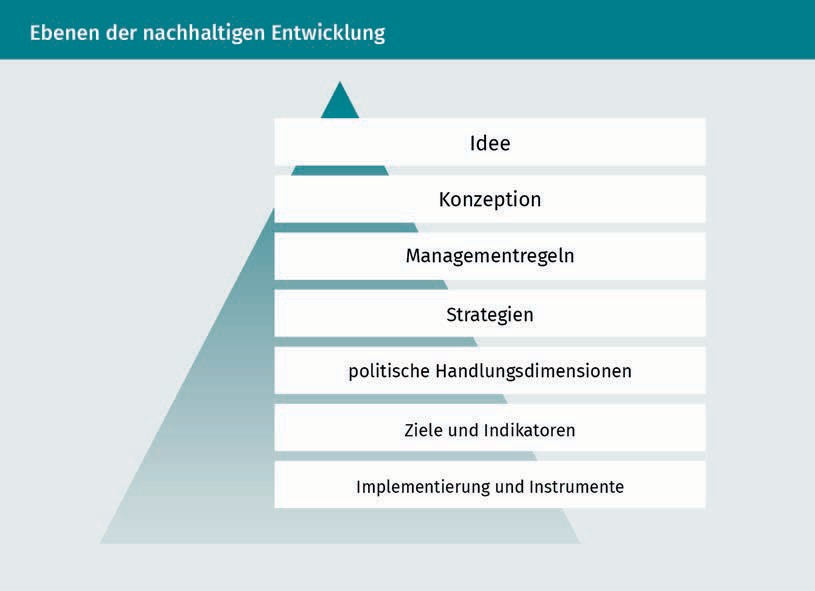 Ebenen der nachhaltigen Entwicklung
Idee
Konzeption
Managementregeln
Strategien
politische Handlungsdimensionen
Ziele und Indikatoren
Implementierung und Instrumente